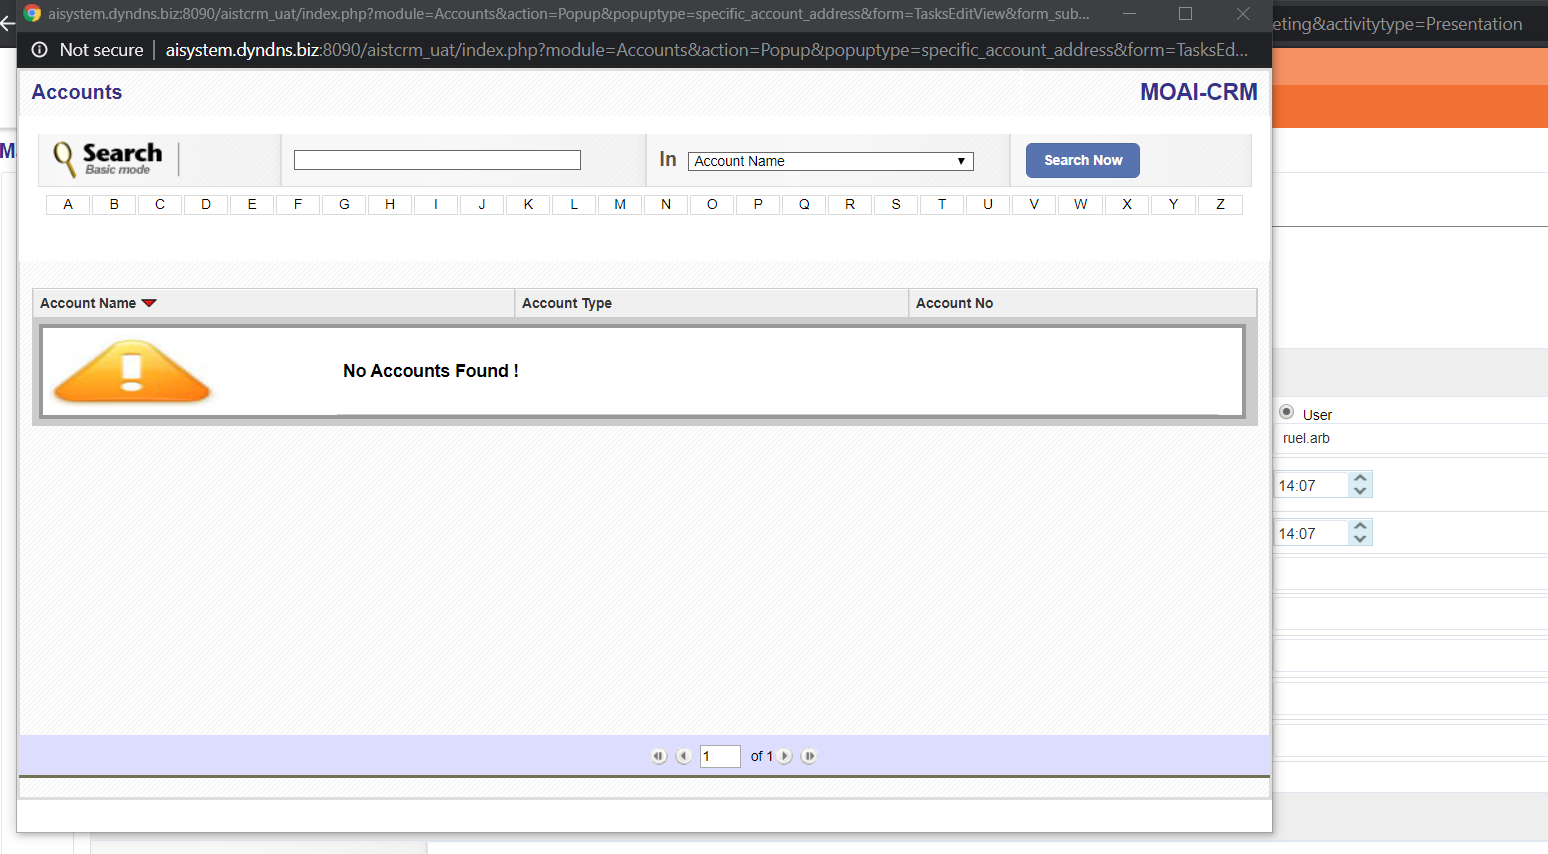 aisystem.dyndns.biz:8090/aistcrm_uat/index.php?module=Accounts&action=Popup&popuptype=specific_account_address&form=TasksEditView&form_sub...
Not secure | aisystem.dyndns.biz:8090/aistcrm_uat/index.php?module=Accounts&action=Popup&popuptype=specific_account_address&form=TasksEd...
eting&activitytype=Presentation
Accounts
MOAI-CRM
M
Search
Basic mode
In
Account Name
Search Now
A B C D E F G H I J K L M N O P Q R S T U V W X Y Z
Account Name
Account Type
Account No
No Accounts Found !
User
ruel.arb
14:07
14:07
1 of 1